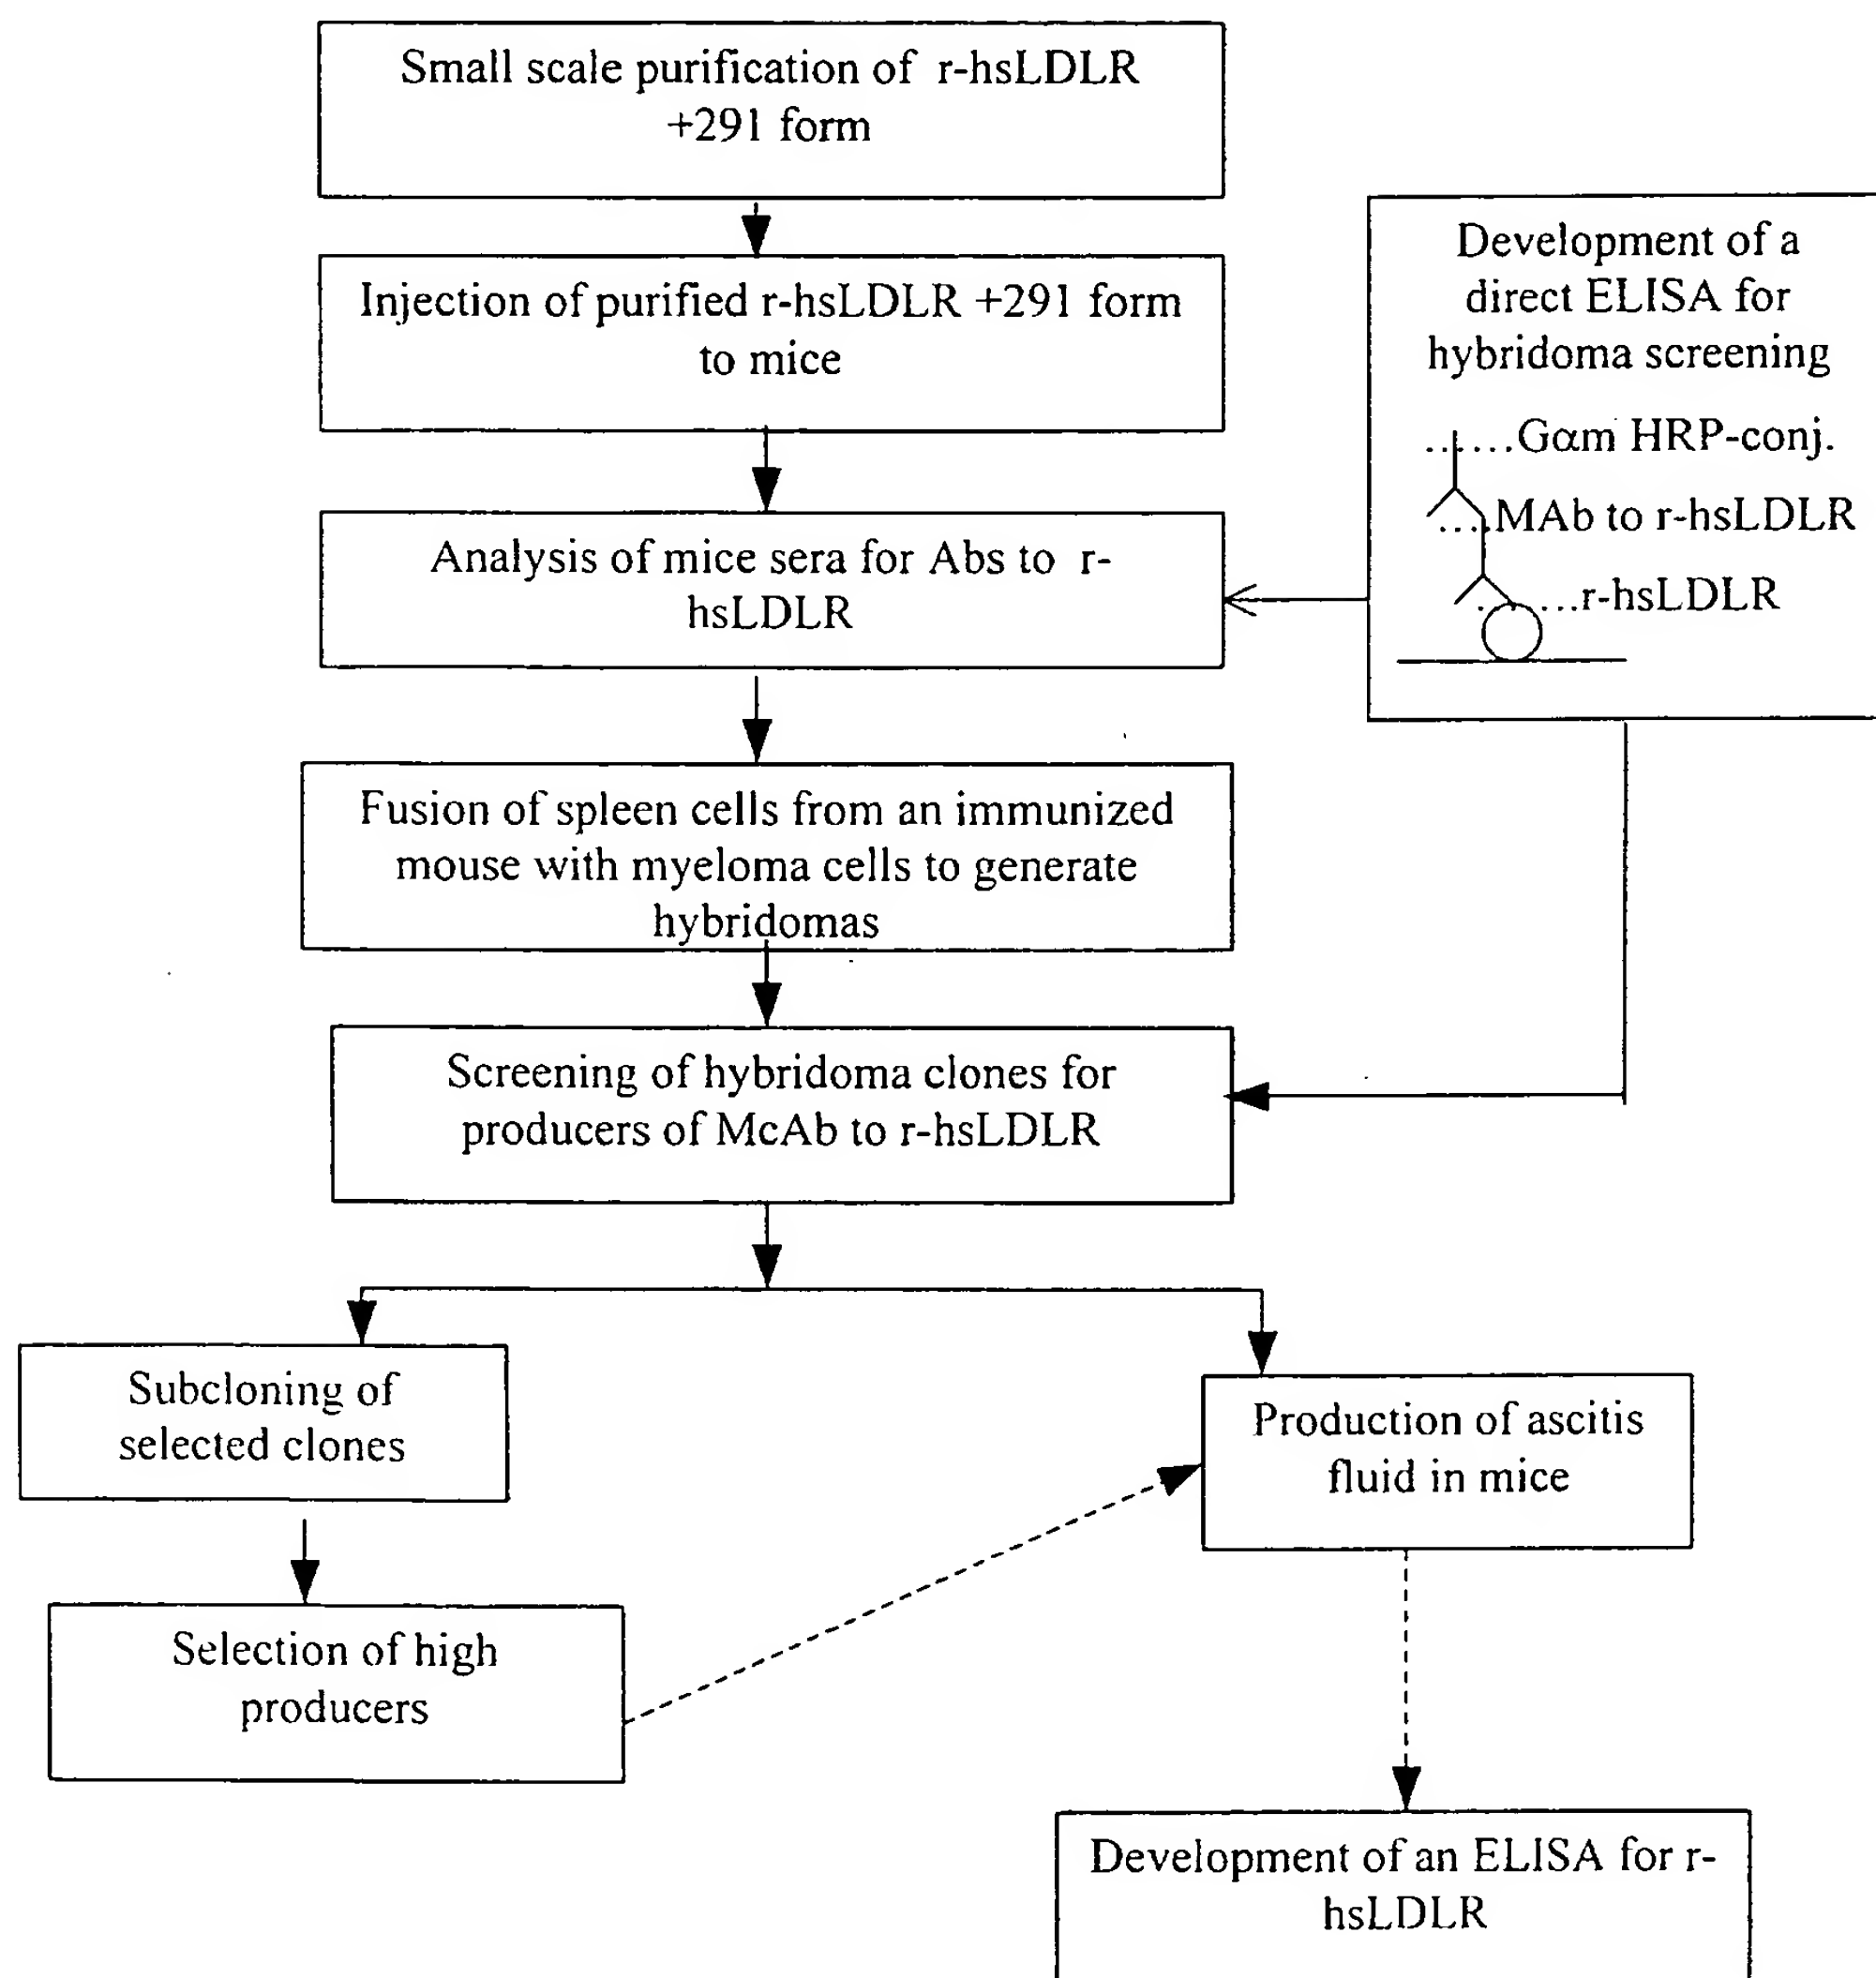 Small scale purification of r-hsLDLR
+291 form
Injection of purified r-hsLDLR +291 form
to mice
Analysis of mice sera for Abs to r-
hsLDLR
Development of a
direct ELISA for
hybridoma screening
......Gαm HRP-conj.
....MAb to r-hsLDLR
....r-hsLDLR
Fusion of spleen cells from an immunized
mouse with myeloma cells to generate
hybridomas
Screening of hybridoma clones for
producers of McAb to r-hsLDLR
Subcloning of
selected clones
Production of ascitis
fluid in mice
Selection of high
producers
Development of an ELISA for r-
hsLDLR